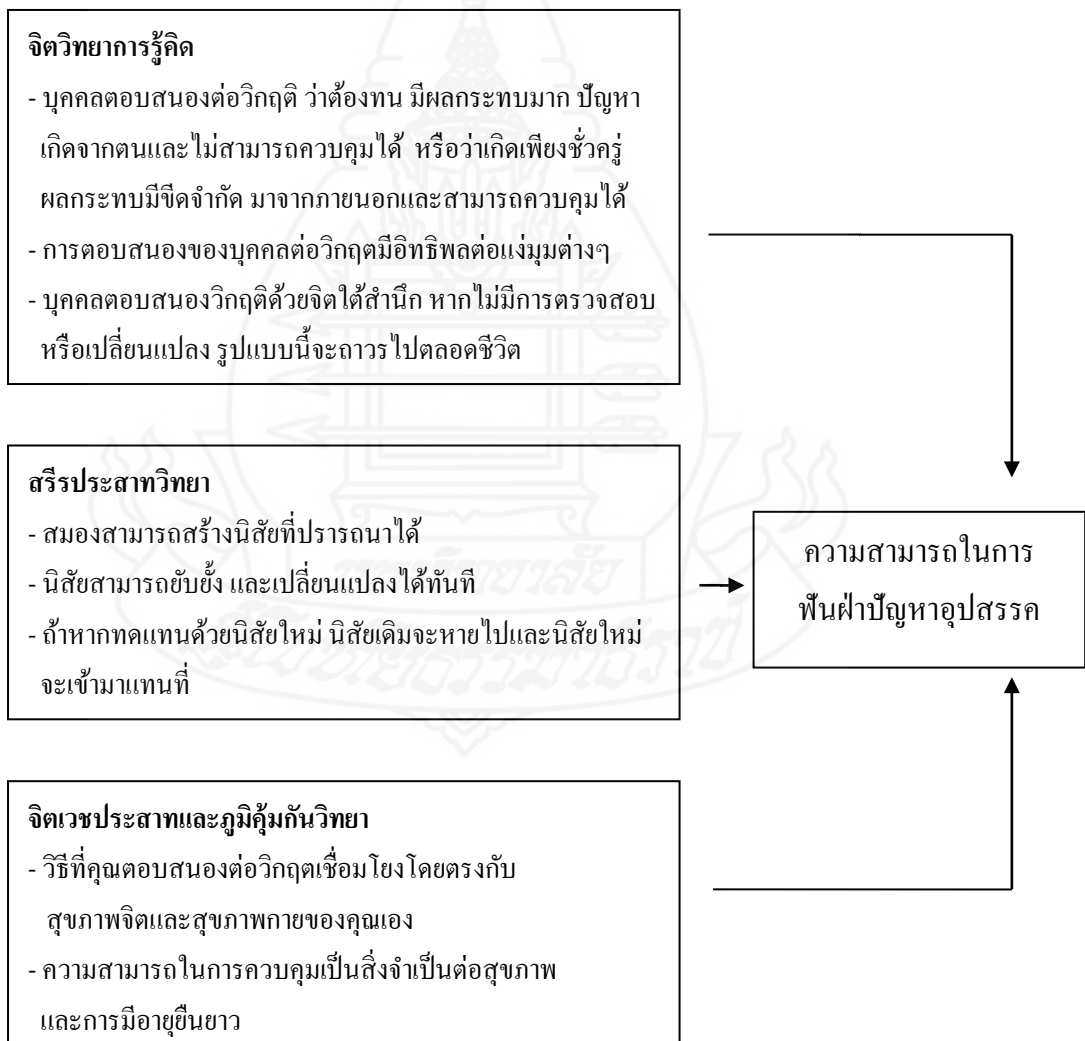 จิตวิทยาการรู้คิด
- บุคคลตอบสนองต่อวิกฤติ ว่าต้องทน มีผลกระทบมาก ปัญหา
เกิดจากตนและไม่สามารถควบคุมได้ หรือว่าเกิดเพียงชั่วครู่
ผลกระทบมีขีดจำกัด มาจากภายนอกและสามารถควบคุมได้
- การตอบสนองของบุคคลต่อวิกฤตมีอิทธิพลต่อแง่มุมต่างๆ
- บุคคลตอบสนองวิกฤติด้วยจิตใต้สำนึก หากไม่มีการตรวจสอบ
หรือเปลี่ยนแปลง รูปแบบนี้จะถาวรไปตลอดชีวิต
สรีรประสาทวิทยา
- สมองสามารถสร้างนิสัยที่ปรารถนาได้
- นิสัยสามารถยับยั้ง และเปลี่ยนแปลงได้ทันที
- ถ้าหากทดแทนด้วยนิสัยใหม่ นิสัยเดิมจะหายไปและนิสัยใหม่
จะเข้ามาแทนที่
ความสามารถในการ
ฟันฝ่าปัญหาอุปสรรค
จิตเวชประสาทและภูมิคุ้มกันวิทยา
- วิธีที่คุณตอบสนองต่อวิกฤตเชื่อมโยงโดยตรงกับ
สุขภาพจิตและสุขภาพกายของคุณเอง
- ความสามารถในการควบคุมเป็นสิ่งจำเป็นต่อสุขภาพ
และการมีอายุยืนยาว